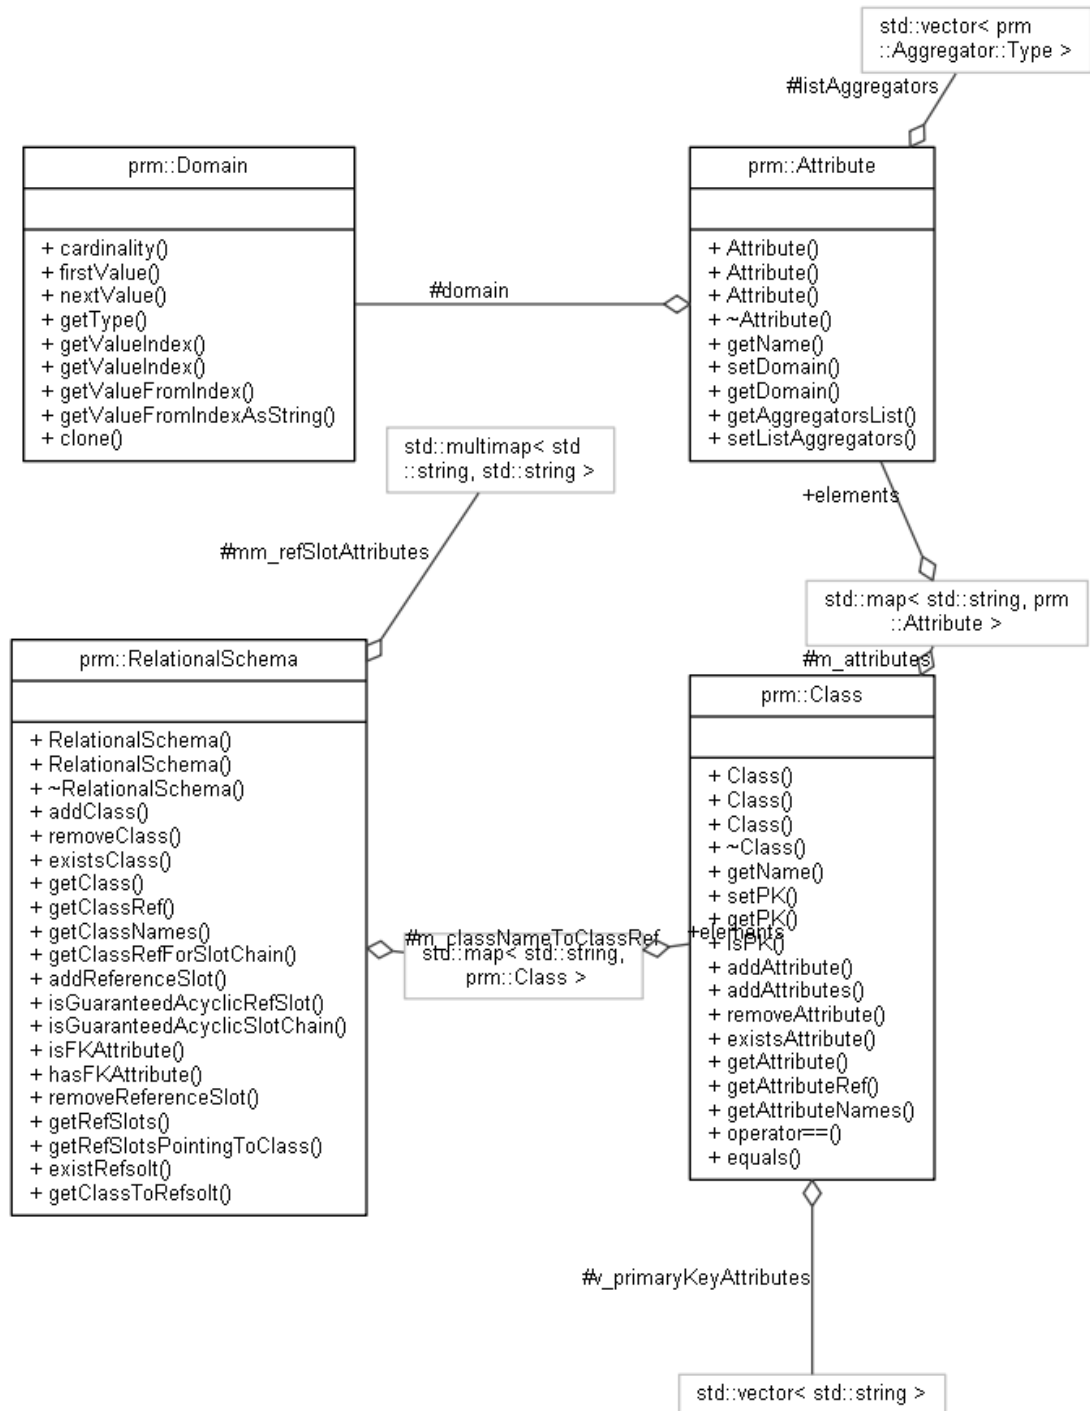 std::vector< prm
::Aggregator::Type >
#listAggregators
prm::Domain
+ cardinality()
+ firstValue()
+ nextValue()
+ getType()
+ getValueIndex()
+ getValueIndex()
+ getValueFromIndex()
+ getValueFromIndexAsString()
+ clone()
#domain
prm::Attribute
+ Attribute()
+ Attribute()
+ Attribute()
+ ~Attribute()
+ getName()
+ setDomain()
+ getDomain()
+ getAggregatorsList()
+ setListAggregators()
std::multimap< std
::string, std::string >
#mm_refSlotAttributes
+elements
std::map< std::string, prm
::Attribute >
#m_attributes
prm::RelationalSchema
+ RelationalSchema()
+ RelationalSchema()
+ ~RelationalSchema()
+ addClass()
+ removeClass()
+ existsClass()
+ getClass()
+ getClassRef()
+ getClassNames()
+ getClassRefForSlotChain()
+ addReferenceSlot()
+ isGuaranteedAcyclicRefSlot()
+ isGuaranteedAcyclicSlotChain()
+ isFKAttribute()
+ hasFKAttribute()
+ removeReferenceSlot()
+ getRefSlots()
+ getRefSlotsPointingToClass()
+ existRefsolt()
+ getClassToRefsolt()
#m_classNameToClassRef
std::map< std::string,
prm::Class >
+elements
prm::Class
+ Class()
+ Class()
+ Class()
+ ~Class()
+ getName()
+ setPK()
+ getPK()
+ isPK()
+ addAttribute()
+ addAttributes()
+ removeAttribute()
+ existsAttribute()
+ getAttribute()
+ getAttributeRef()
+ getAttributeNames()
+ operator==()
+ equals()
#v_primaryKeyAttributes
std::vector< std::string >